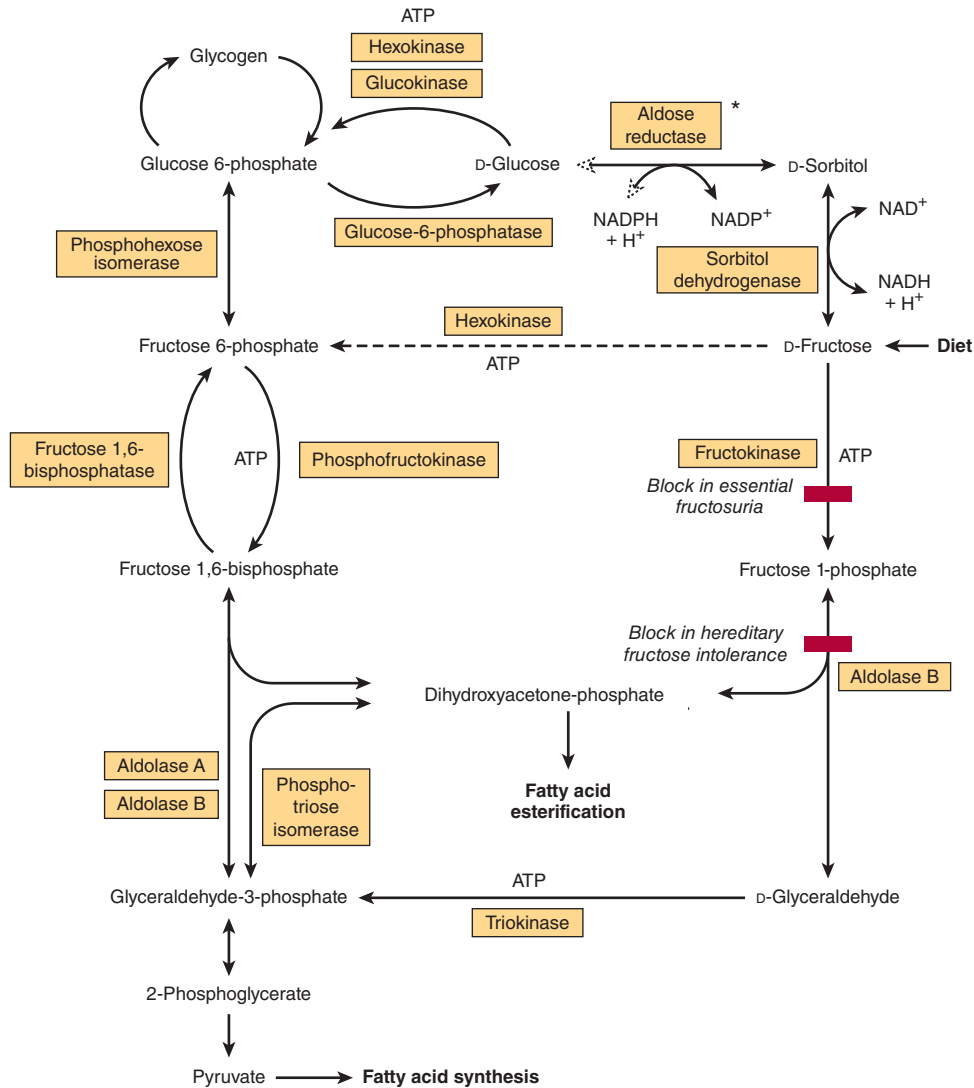 ATP
Hexokinase
Glycogen
Glucokinase
Aldose
reductase
*
Glucose 6-phosphate
D-Glucose
D-Sorbitol
NADPH
+ H+
NADP+
NAD+
Glucose-6-phosphatase
Phosphohexose
isomerase
Sorbitol
dehydrogenase
NADH
+ H+
Hexokinase
Fructose 6-phosphate
ATP
D-Fructose
Diet
Fructose 1,6-
bisphosphatase
ATP
Phosphofructokinase
Fructokinase
ATP
Block in essential
fructosuria
Fructose 1,6-bisphosphate
Fructose 1-phosphate
Block in hereditary
fructose intolerance
Aldolase B
Dihydroxyacetone-phosphate
Aldolase A
Aldolase B
Phospho-
triose
isomerase
Fatty acid
esterification
Glyceraldehyde-3-phosphate
ATP
Triokinase
D-Glyceraldehyde
2-Phosphoglycerate
Pyruvate
Fatty acid synthesis